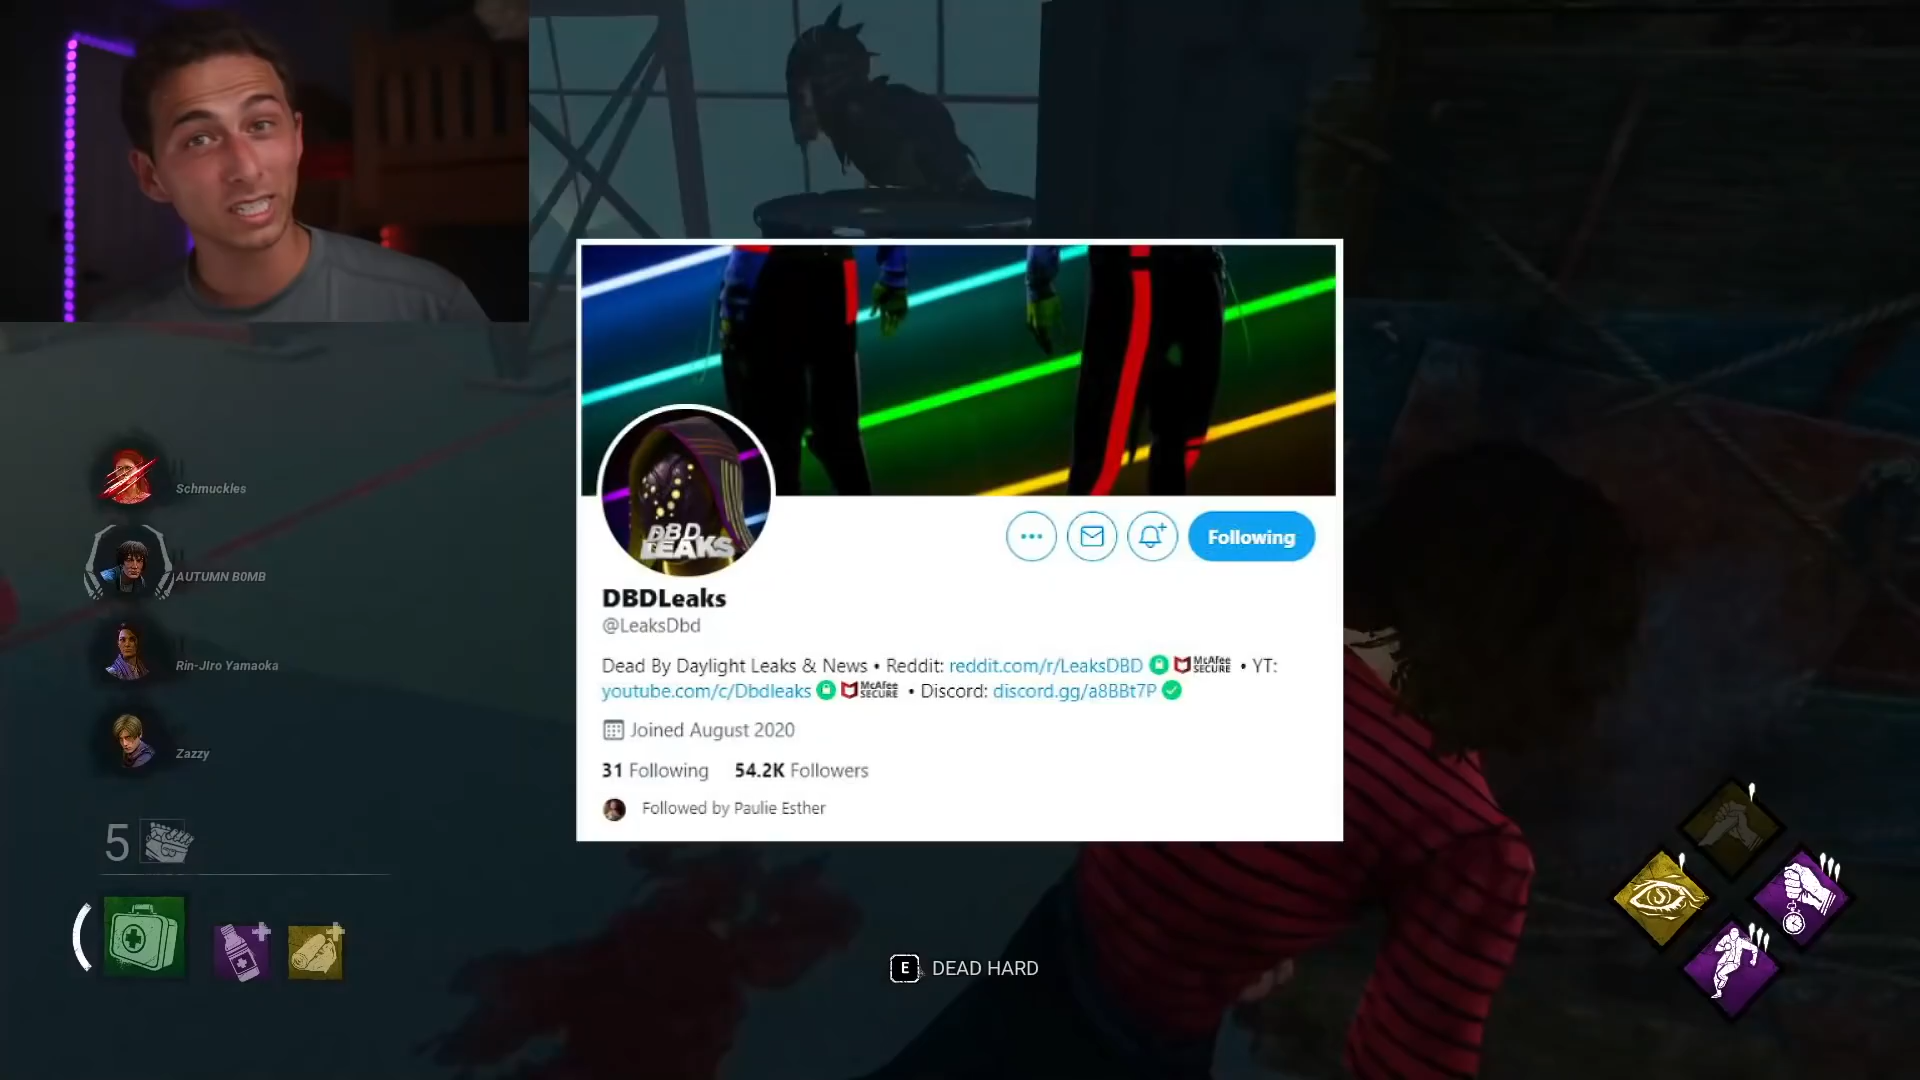 DBD
LEAKS
Following
DBDLeaks
@LeaksDbd
Dead By Daylight Leaks & News • Reddit: reddit.com/r/LeaksDBD McAfee SECURE • YT:
youtube.com/c/Dbdleaks McAfee SECURE • Discord: discord.gg/a8BBt7P
Joined August 2020
31 Following 54.2K Followers
Followed by Paulie Esther
Schmuckles
AUTUMN B0MB
Rin-JIro Yamaoka
Zazzy
5
E DEAD HARD